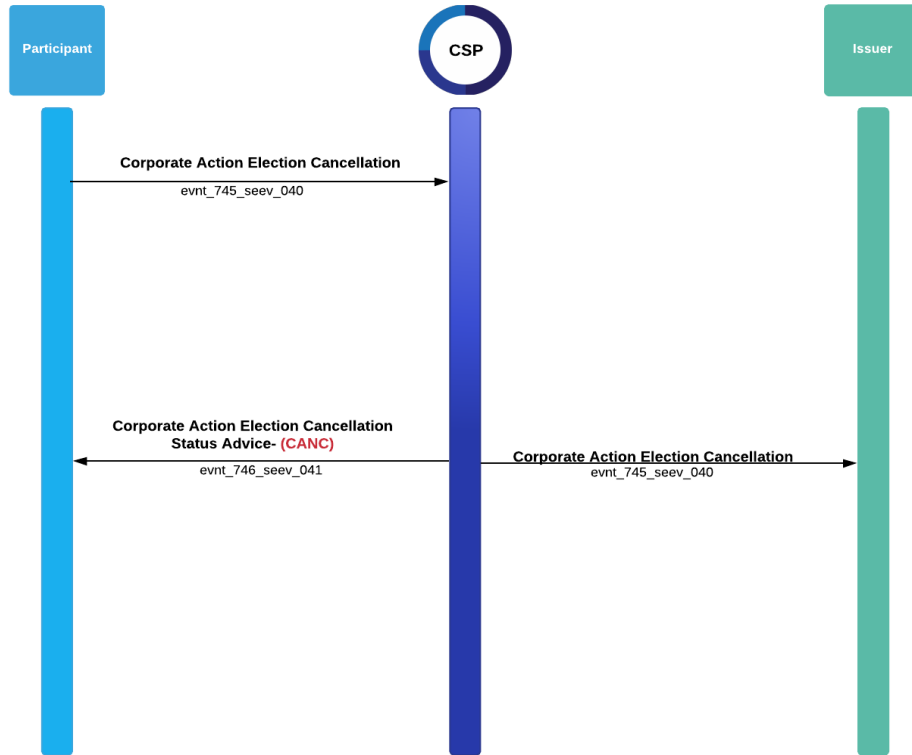 Participant
CSP
Issuer
Corporate Action Election Cancellation
evnt_745_seev_040
Corporate Action Election Cancellation
Status Advice- (CANC)
evnt_746_seev_041
Corporate Action Election Cancellation
evnt_745_seev_040